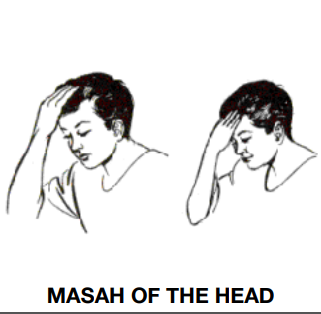 MASAH OF THE HEAD